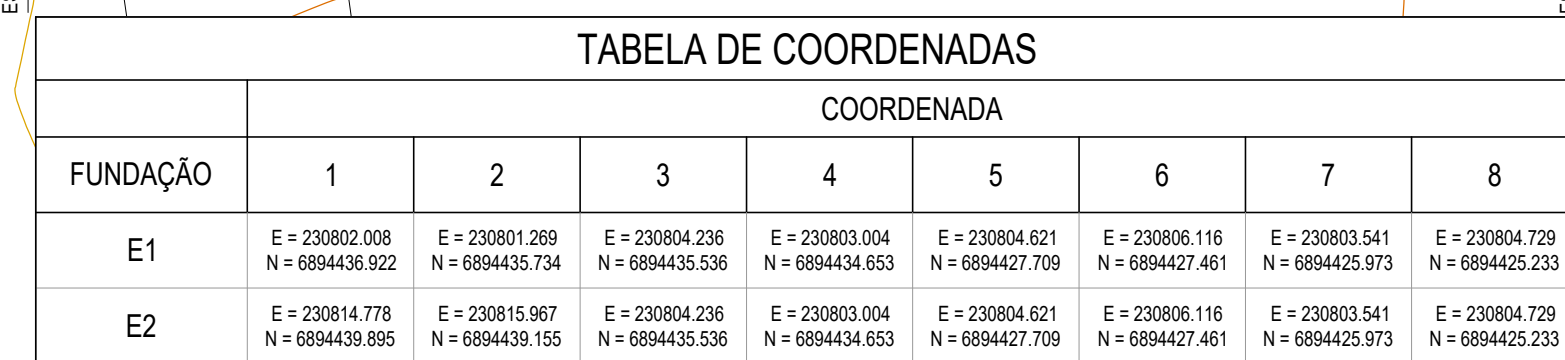 TABELA DE COORDENADAS
COORDENADA
FUNDAÇÃO 1 2 3 4 5 6 7 8
E1
E = 230802.008 E = 230801.269 E = 230804.236 E = 230803.004 E = 230804.621 E = 230806.116 E = 230803.541 E = 230804.729
N = 6894436.922 N = 6894435.734 N = 6894435.536 N = 6894434.653 N = 6894427.709 N = 6894427.461 N = 6894425.973 N = 6894425.233
E2
E = 230814.778 E = 230815.967 E = 230804.236 E = 230803.004 E = 230804.621 E = 230806.116 E = 230803.541 E = 230804.729
N = 6894439.895 N = 6894439.155 N = 6894435.536 N = 6894434.653 N = 6894427.709 N = 6894427.461 N = 6894425.973 N = 6894425.233